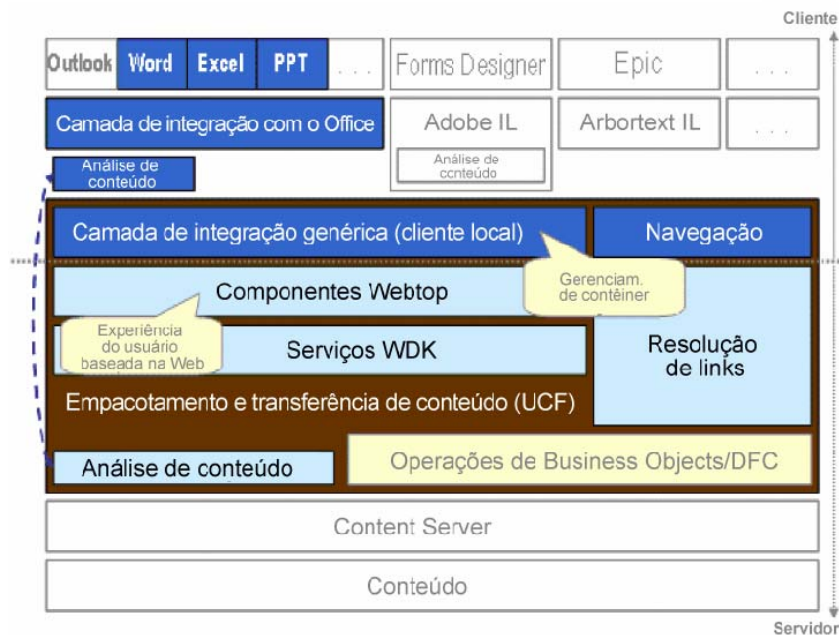 Cliente
Outlook Word Excel PPT . . . Forms Designer Epic . . .
Camada de integração com o Office Adobe IL Arbortext IL . . .
Análise de
conteúdo
Análise de
conteúdo
Camada de integração genérica (cliente local) Navegação
Gerenciam.
de contêiner
Componentes Webtop
Experiência
do usuário
baseada na Web
Serviços WDK
Resolução
de links
Empacotamento e transferência de conteúdo (UCF)
Análise de conteúdo
Operações de Business Objects/DFC
Content Server
Conteúdo
Servidor